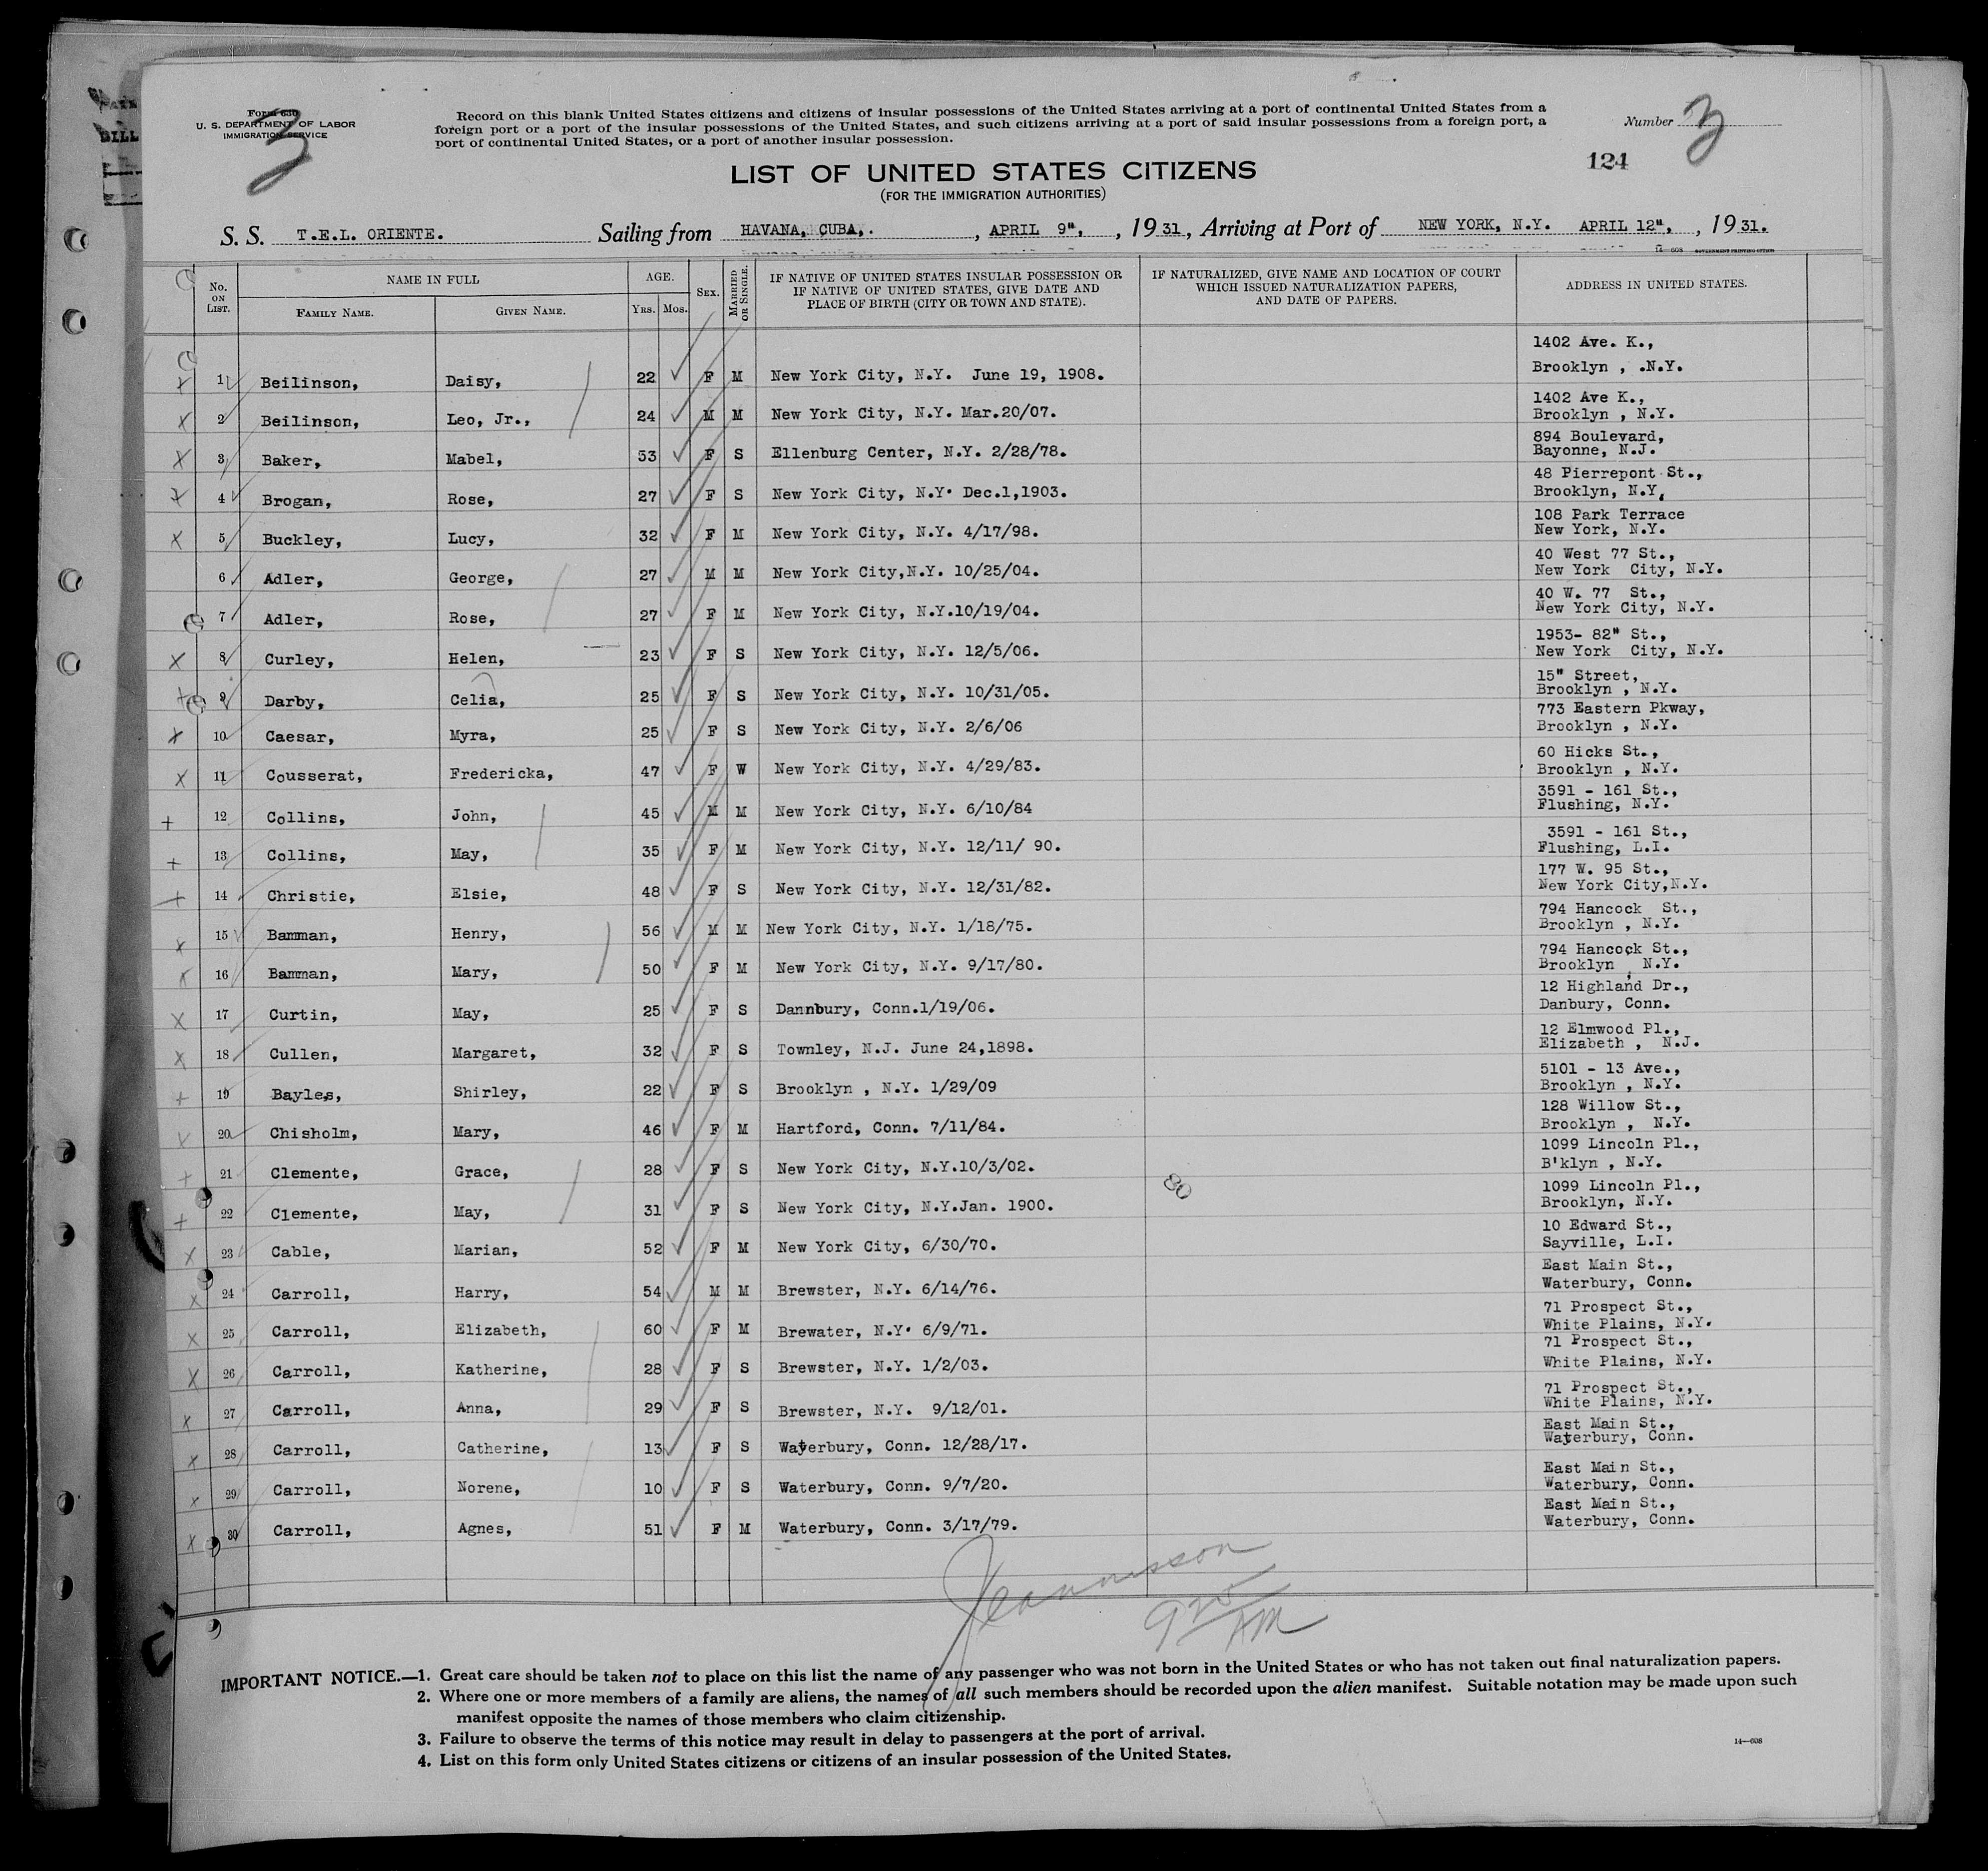 Form 630
U. S. DEPARTMENT OF LABOR
IMMIGRATION SERVICE
3
Record on this blank United States citizens and citizens of insular possessions of the United States arriving at a port of continental United States from a
foreign port or a port of the insular possessions of the United States, and such citizens arriving at a port of said insular possessions from a foreign port, a
port of continental United States, or a port of another insular possession.
Number 3
124
LIST OF UNITED STATES CITIZENS
(FOR THE IMMIGRATION AUTHORITIES)
S. S. T.E.L. ORIENTE. Sailing from HAVANA, CUBA,. , APRIL 9", , 1931, Arriving at Port of NEW YORK, N.Y. APRIL 12", , 1931.
14—608 GOVERNMENT PRINTING OFFICE
No. ON LIST. NAME IN FULL FAMILY NAME. GIVEN NAME. AGE. YRS. MOS. SEX. MARRIED OR SINGLE. IF NATIVE OF UNITED STATES INSULAR POSSESSION OR IF NATIVE OF UNITED STATES, GIVE DATE AND PLACE OF BIRTH (CITY OR TOWN AND STATE). IF NATURALIZED, GIVE NAME AND LOCATION OF COURT WHICH ISSUED NATURALIZATION PAPERS, AND DATE OF PAPERS. ADDRESS IN UNITED STATES.
1 Beilinson, Daisy, 22 F M New York City, N.Y. June 19, 1908. 1402 Ave. K., Brooklyn , .N.Y.
2 Beilinson, Leo, Jr., 24 M M New York City, N.Y. Mar.20/07. 1402 Ave K., Brooklyn , N.Y.
3 Baker, Mabel, 53 F S Ellenburg Center, N.Y. 2/28/78. 894 Boulevard, Bayonne, N.J.
4 Brogan, Rose, 27 F S New York City, N.Y. Dec.1,1903. 48 Pierrepont St., Brooklyn, N.Y,
5 Buckley, Lucy, 32 F M New York City, N.Y. 4/17/98. 108 Park Terrace New York, N.Y.
6 Adler, George, 27 M M New York City,N.Y. 10/25/04. 40 West 77 St., New York City, N.Y.
7 Adler, Rose, 27 F M New York City, N.Y.10/19/04. 40 W. 77 St., New York City, N.Y.
8 Curley, Helen, 23 F S New York City, N.Y. 12/5/06. 1953- 82" St., New York City, N.Y.
9 Darby, Celia, 25 F S New York City, N.Y. 10/31/05. 15" Street, Brooklyn , N.Y.
10 Caesar, Myra, 25 F S New York City, N.Y. 2/6/06 773 Eastern Pkway, Brooklyn , N.Y.
11 Cousserat, Fredericka, 47 F W New York City, N.Y. 4/29/83. 60 Hicks St., Brooklyn , N.Y.
12 Collins, John, 45 M M New York City, N.Y. 6/10/84 3591 - 161 St., Flushing, N.Y.
13 Collins, May, 35 F M New York City, N.Y. 12/11/ 90. 3591 - 161 St., Flushing, L.I.
14 Christie, Elsie, 48 F S New York City, N.Y. 12/31/82. 177 W. 95 St., New York City,N.Y.
15 Bamman, Henry, 56 M M New York City, N.Y. 1/18/75. 794 Hancock St., Brooklyn , N.Y.
16 Bamman, Mary, 50 F M New York City, N.Y. 9/17/80. 794 Hancock St., Brooklyn , N.Y.
17 Curtin, May, 25 F S Dannbury, Conn.1/19/06. 12 Highland Dr., Danbury, Conn.
18 Cullen, Margaret, 32 F S Townley, N.J. June 24,1898. 12 Elmwood Pl., Elizabeth , N.J.
19 Bayles, Shirley, 22 F S Brooklyn , N.Y. 1/29/09 5101 - 13 Ave., Brooklyn , N.Y.
20 Chisholm, Mary, 46 F M Hartford, Conn. 7/11/84. 128 Willow St., Brooklyn , N.Y.
21 Clemente, Grace, 28 F S New York City, N.Y.10/3/02. 1099 Lincoln Pl., B'klyn , N.Y.
80
22 Clemente, May, 31 F S New York City, N.Y.Jan. 1900. 1099 Lincoln Pl., Brooklyn, N.Y.
23 Cable, Marian, 52 F M New York City, 6/30/70. 10 Edward St., Sayville, L.I.
24 Carroll, Harry, 54 M M Brewster, N.Y. 6/14/76. East Main St., Waterbury, Conn.
25 Carroll, Elizabeth, 60 F M Brewater, N.Y. 6/9/71. 71 Prospect St., White Plains, N.Y.
26 Carroll, Katherine, 28 F S Brewster, N.Y. 1/2/03. 71 Prospect St., White Plains, N.Y.
27 Carroll, Anna, 29 F S Brewster, N.Y. 9/12/01. 71 Prospect St., White Plains, N.Y.
28 Carroll, Catherine, 13 F S Waterbury, Conn. 12/28/17. East Main St., Waterbury, Conn.
29 Carroll, Norene, 10 F S Waterbury, Conn. 9/7/20. East Main St., Waterbury, Conn.
30 Carroll, Agnes, 51 F M Waterbury, Conn. 3/17/79. East Main St., Waterbury, Conn.
920 AM
IMPORTANT NOTICE.—1. Great care should be taken not to place on this list the name of any passenger who was not born in the United States or who has not taken out final naturalization papers.
2. Where one or more members of a family are aliens, the names of all such members should be recorded upon the alien manifest. Suitable notation may be made upon such
manifest opposite the names of those members who claim citizenship.
3. Failure to observe the terms of this notice may result in delay to passengers at the port of arrival.
4. List on this form only United States citizens or citizens of an insular possession of the United States.
14—608